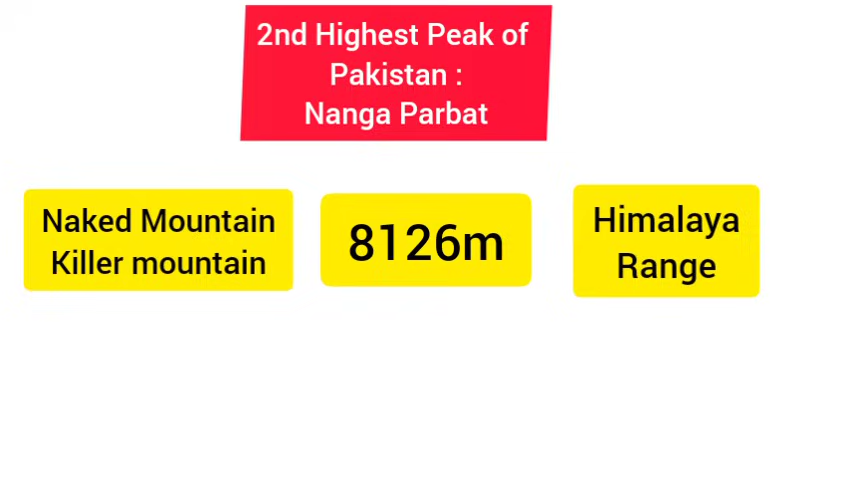 2nd Highest Peak of
Pakistan :
Nanga Parbat
Naked Mountain
Killer mountain
8126m
Himalaya
Range